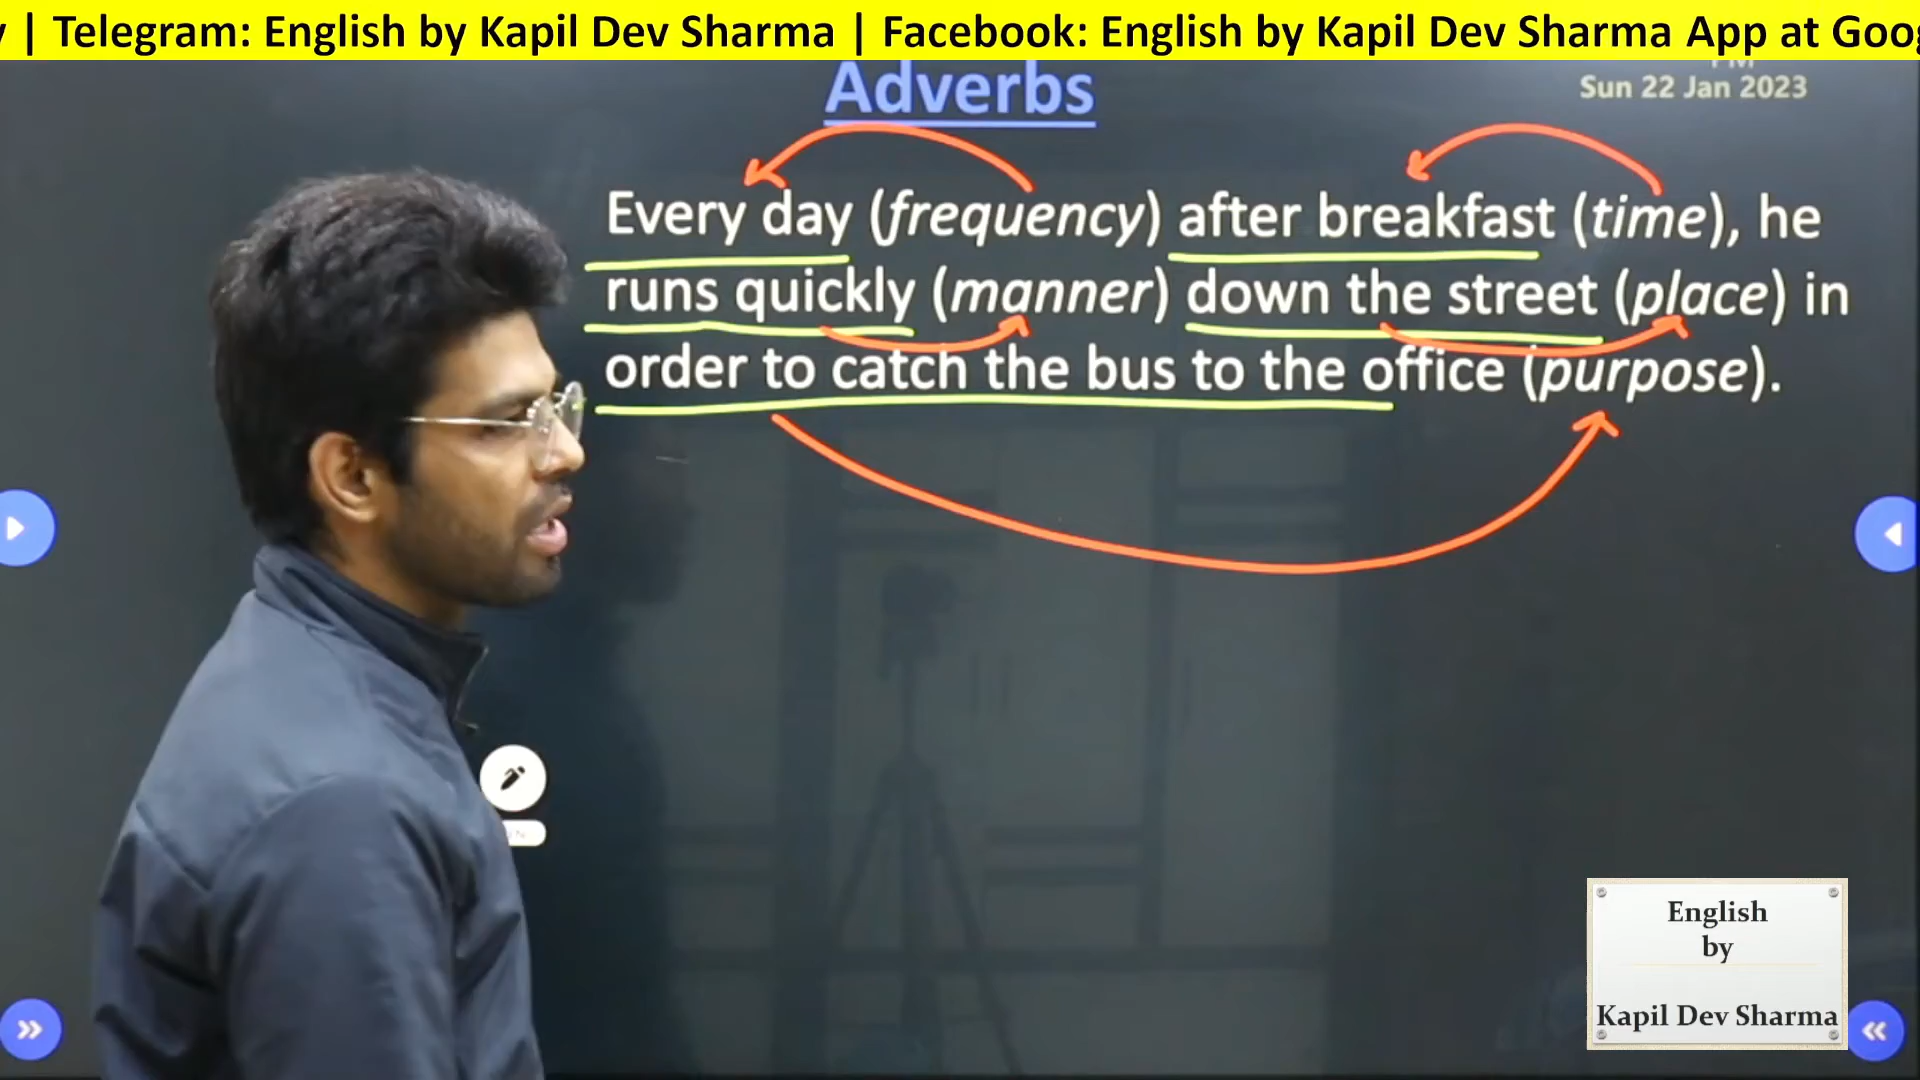 | Telegram: English by Kapil Dev Sharma | Facebook: English by Kapil Dev Sharma App at
Adverbs
Sun 22 Jan 2023
Every day (frequency) after breakfast (time), he
runs quickly (manner) down the street (place) in
order to catch the bus to the office (purpose).
English
by
Kapil Dev Sharma